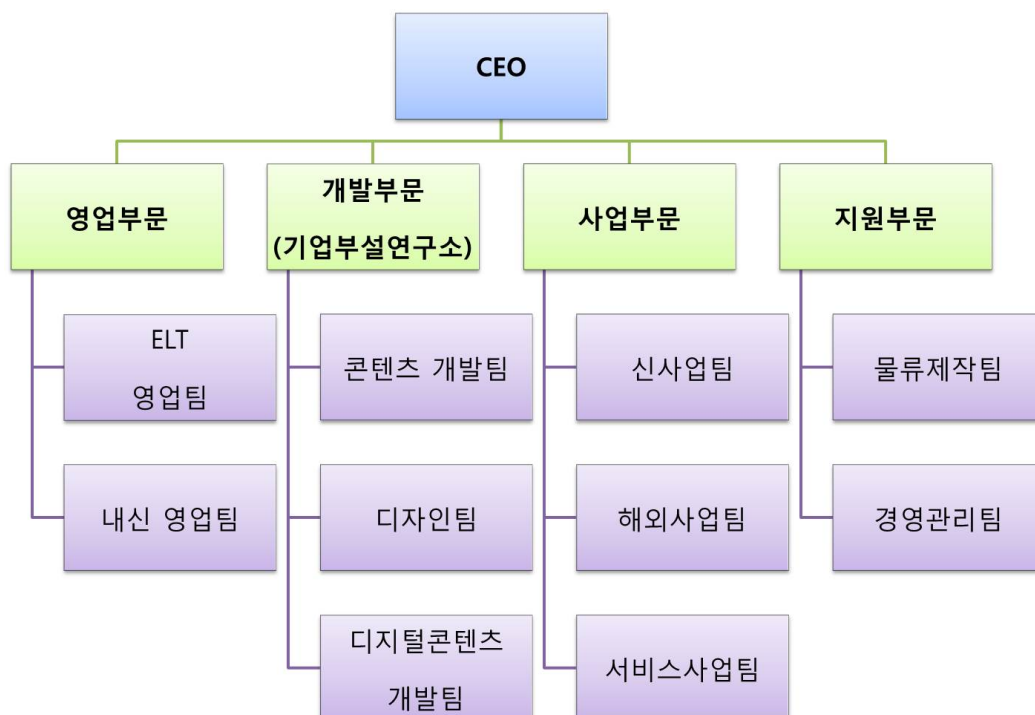 CEO
영업부문
개발부문
(기업부설연구소)
사업부문
지원부문
ELT
영업팀
콘텐츠 개발팀
신사업팀
물류제작팀
내신 영업팀
디자인팀
해외사업팀
경영관리팀
디지털콘텐츠
개발팀
서비스사업팀